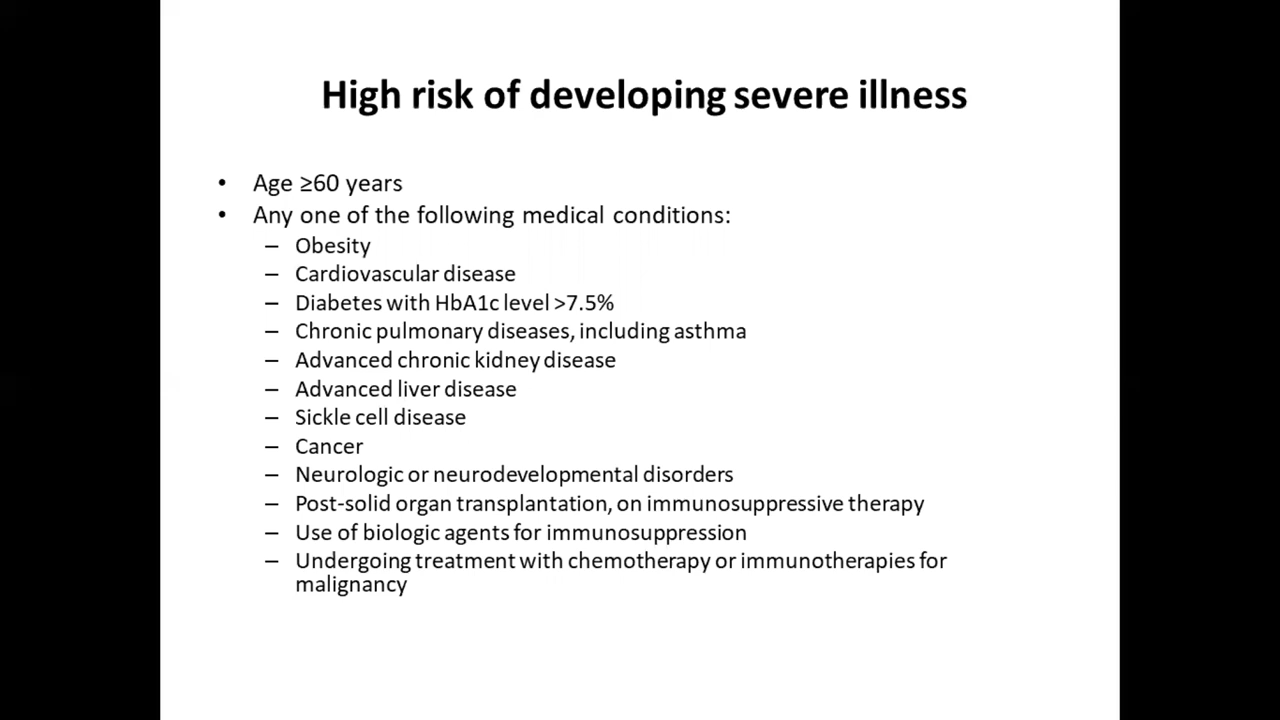 High risk of developing severe illness
• Age ≥60 years
• Any one of the following medical conditions:
– Obesity
– Cardiovascular disease
– Diabetes with HbA1c level >7.5%
– Chronic pulmonary diseases, including asthma
– Advanced chronic kidney disease
– Advanced liver disease
– Sickle cell disease
– Cancer
– Neurologic or neurodevelopmental disorders
– Post-solid organ transplantation, on immunosuppressive therapy
– Use of biologic agents for immunosuppression
– Undergoing treatment with chemotherapy or immunotherapies for
malignancy